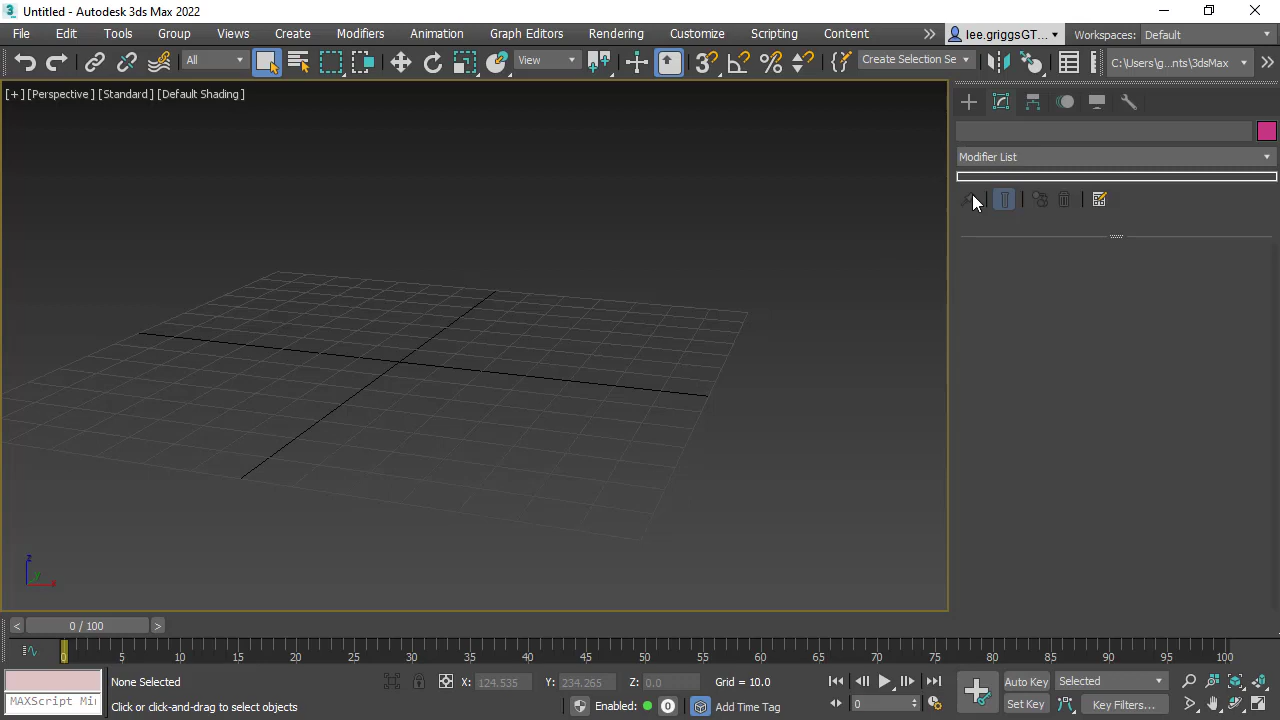 Untitled - Autodesk 3ds Max 2022
File Edit Tools Group Views Create Modifiers Animation Graph Editors Rendering Customize Scripting Content lee.griggsGT... Workspaces: Default
All View Create Selection Se C:\Users\g...nts\3dsMax
[+] [Perspective] [Standard] [Default Shading]
Modifier List
z
x
< 0 / 100 >
0 5 10 15 20 25 30 35 40 45 50 55 60 65 70 75 80 85 90 95 100
None Selected X: 124.535 Y: 234.265 Z: 0.0 Grid = 10.0 Auto Key Selected
MAXScript Mi Click or click-and-drag to select objects Enabled: 0 Add Time Tag 0 Set Key Key Filters...